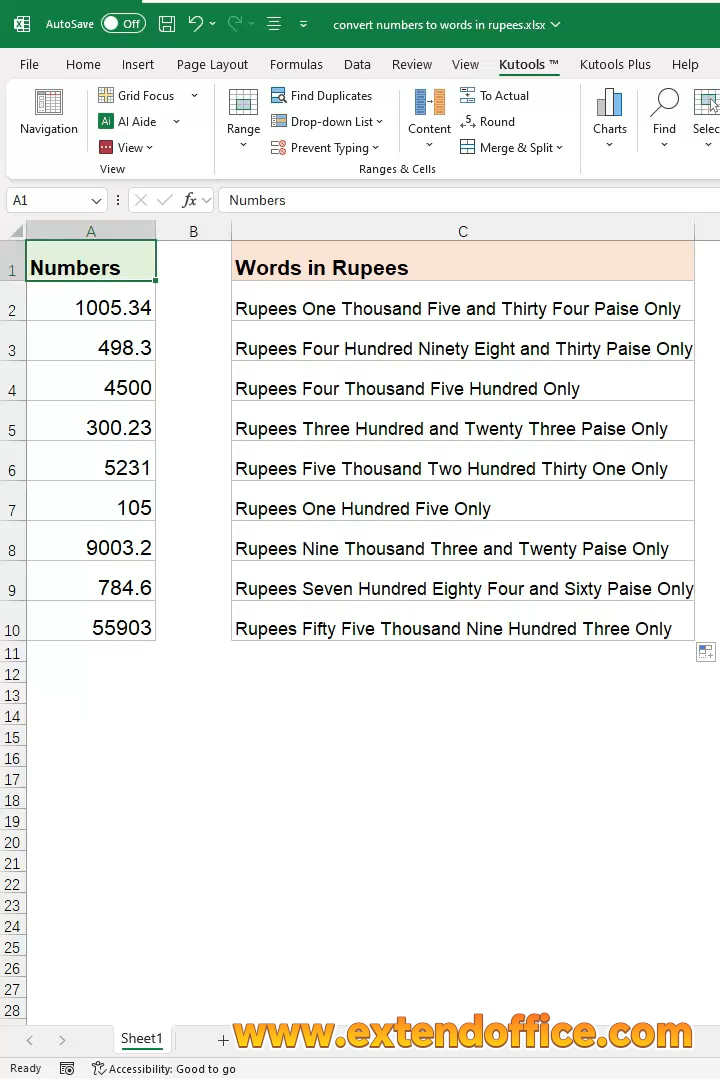 AutoSave Off convert numbers to words in rupees.xlsx
File Home Insert Page Layout Formulas Data Review View Kutools ™ Kutools Plus Help
Navigation
Grid Focus
AI Aide
View
View
Range
Find Duplicates
Drop-down List
Prevent Typing
Content
To Actual
Round
Merge & Split
Ranges & Cells
Charts
Find
Selec
A1 fx Numbers
A B C
1 Numbers Words in Rupees
2 1005.34 Rupees One Thousand Five and Thirty Four Paise Only
3 498.3 Rupees Four Hundred Ninety Eight and Thirty Paise Only
4 4500 Rupees Four Thousand Five Hundred Only
5 300.23 Rupees Three Hundred and Twenty Three Paise Only
6 5231 Rupees Five Thousand Two Hundred Thirty One Only
7 105 Rupees One Hundred Five Only
8 9003.2 Rupees Nine Thousand Three and Twenty Paise Only
9 784.6 Rupees Seven Hundred Eighty Four and Sixty Paise Only
10 55903 Rupees Fifty Five Thousand Nine Hundred Three Only
11
12
13
14
15
16
17
18
19
20
21
22
23
24
25
26
27
28
Sheet1 + www.extendoffice.com
Ready Accessibility: Good to go